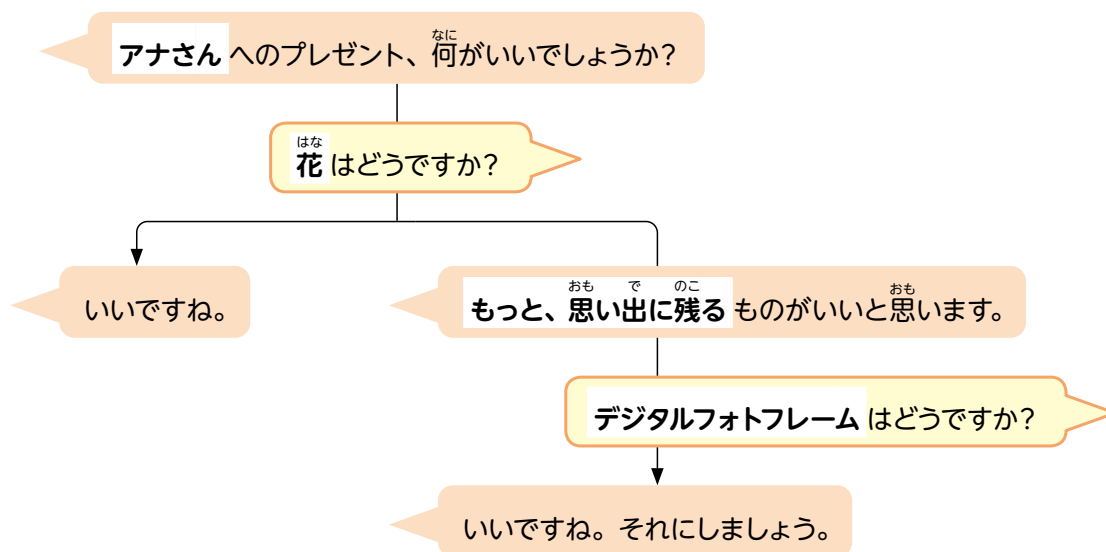 アナさんへのプレゼント、何がいいでしょうか？
花はどうですか？
いいですね。
もっと、思い出に残るものがいいと思います。
デジタルフォトフレームはどうですか？
いいですね。それにしましょう。